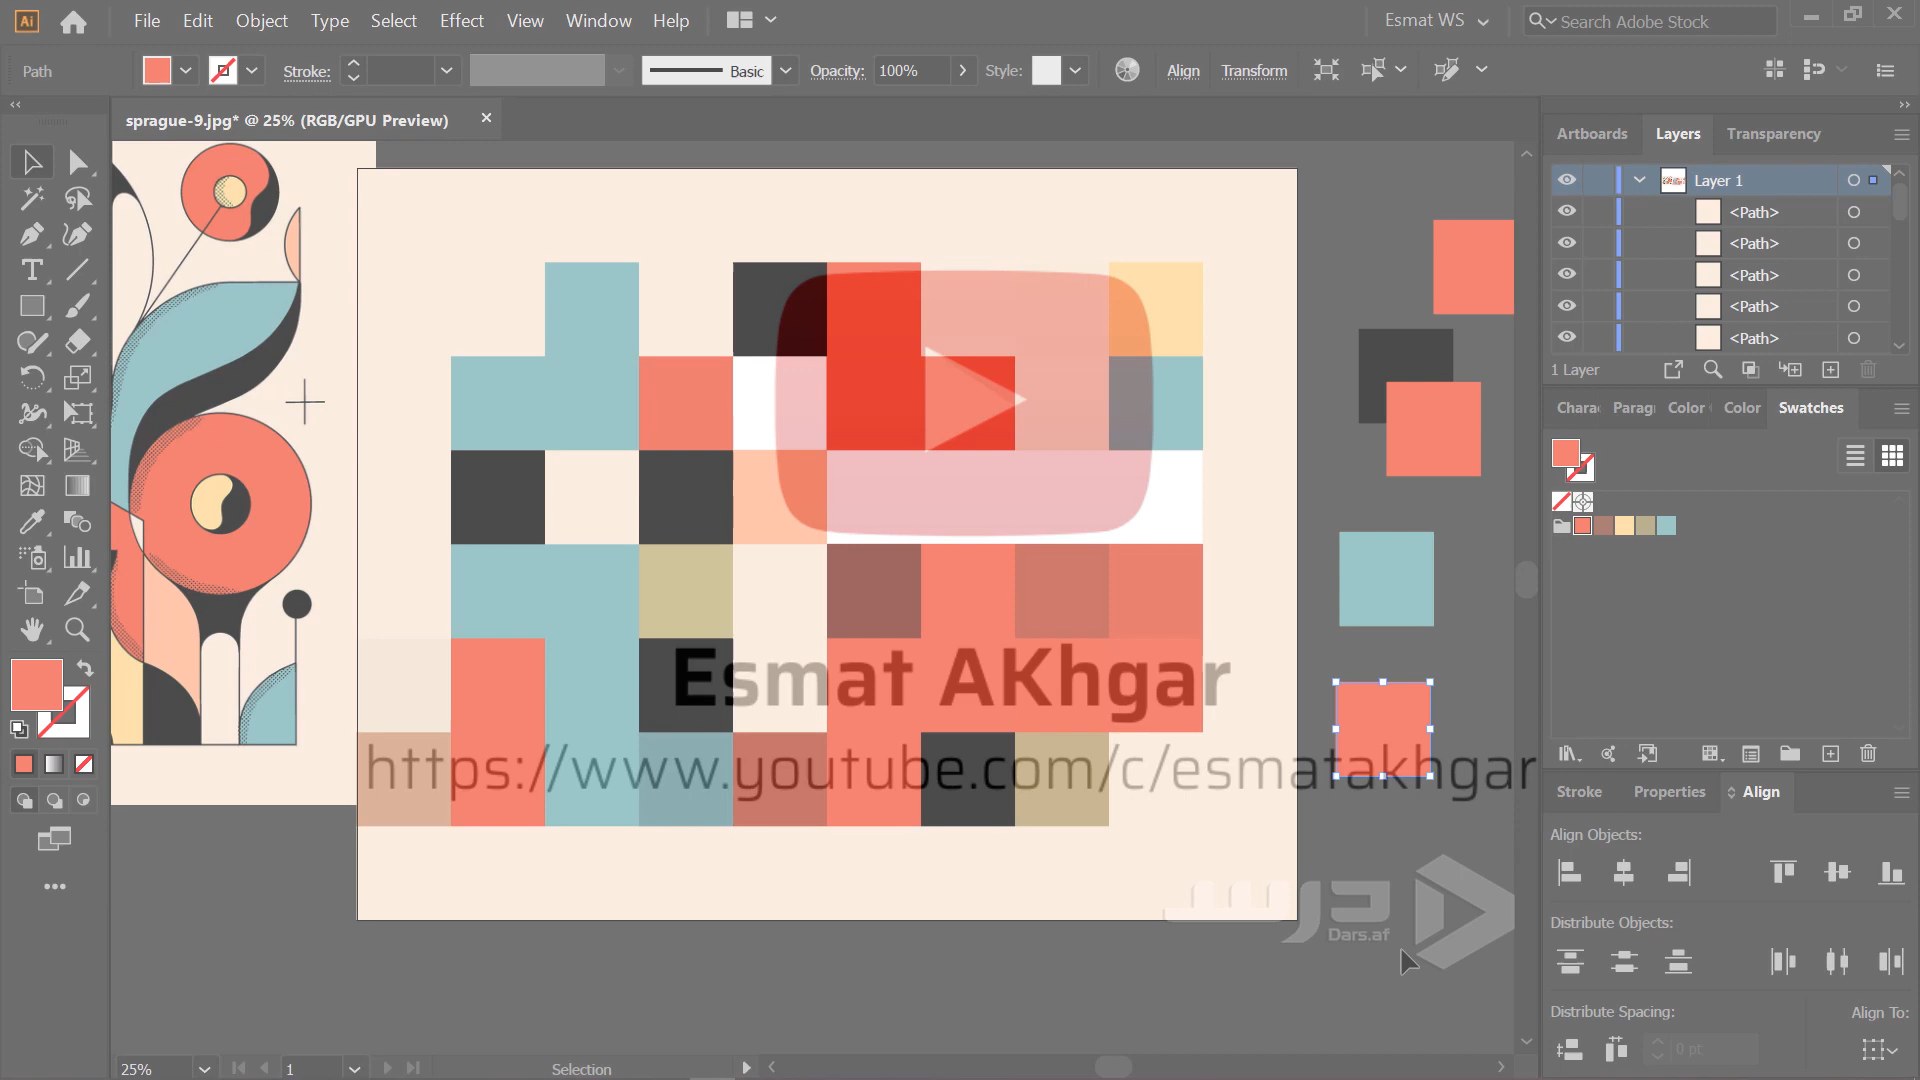 Ai
File Edit Object Type Select Effect View Window Help
Esmat WS
Search Adobe Stock
Path
Stroke:
Basic
Opacity: 100%
Style:
Align
Transform
sprague-9.jpg* @ 25% (RGB/GPU Preview)
Artboards Layers Transparency
Layer 1
<Path>
<Path>
<Path>
<Path>
<Path>
1 Layer
Chara Parag Color Color Swatches
Esmat AKhgar
https://www.youtube.com/c/esmatakhgar
درس
Dars.af
Stroke Properties Align
Align Objects:
Distribute Objects:
Distribute Spacing:
Align To:
0 pt
25%
1
Selection